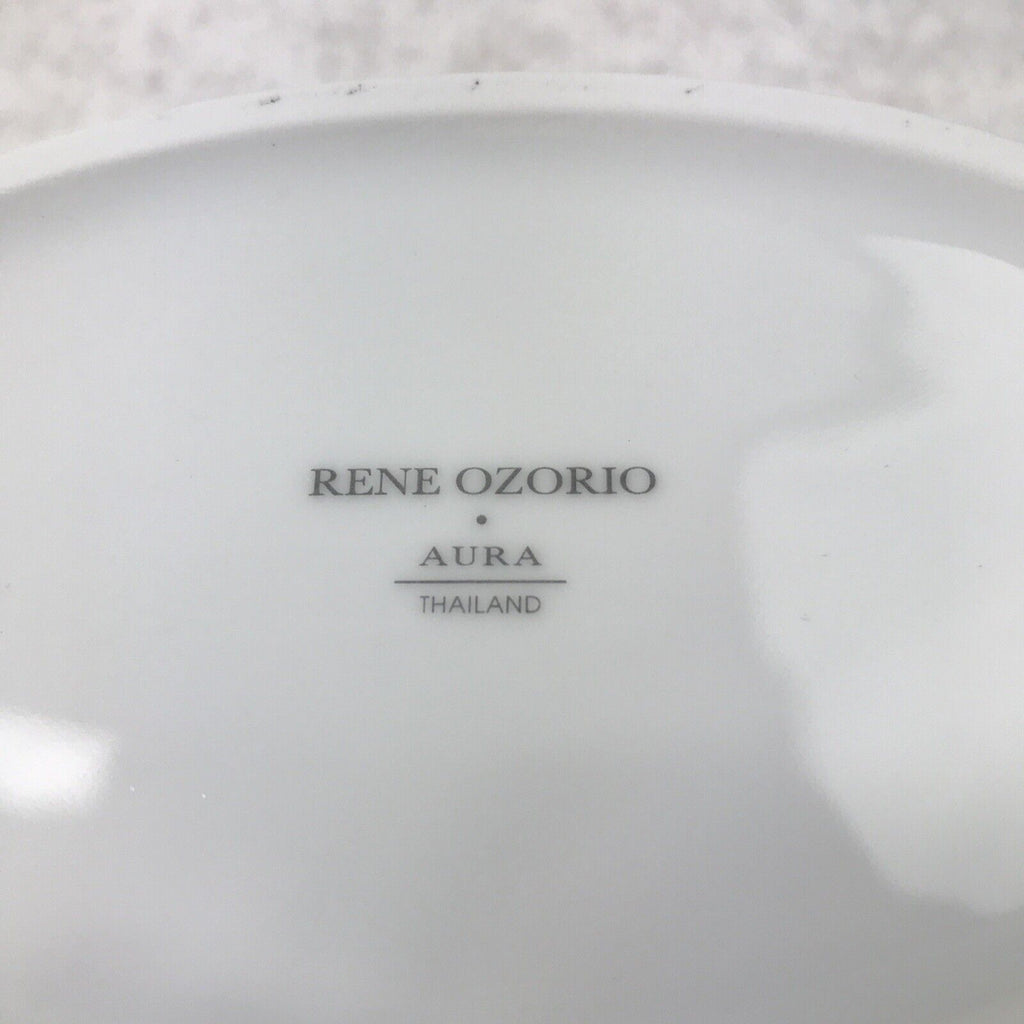 RENE OZORIO
•
AURA
THAILAND